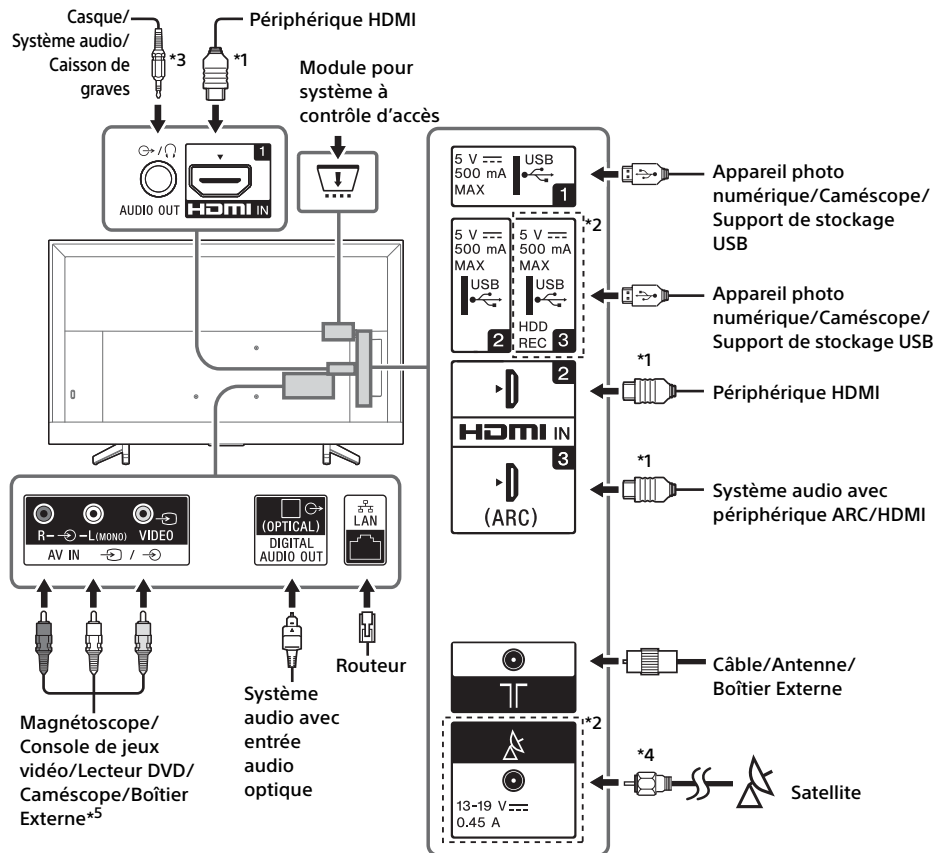 Casque/
Système audio/
Caisson de
graves
*3
*1
Périphérique HDMI
Module pour
système à
contrôle d'accès
1
AUDIO OUT
HDMI IN
5 V
500 mA
MAX
USB
1
Appareil photo
numérique/Caméscope/
Support de stockage
USB
*2
5 V
500 mA
MAX
USB
2
5 V
500 mA
MAX
USB
HDD
REC 3
Appareil photo
numérique/Caméscope/
Support de stockage USB
2
*1
Périphérique HDMI
HDMI IN
3
(ARC)
*1
Système audio avec
périphérique ARC/HDMI
R– –L(MONO) VIDEO
AV IN /
(OPTICAL)
DIGITAL
AUDIO OUT
LAN
Magnétoscope/
Console de jeux
vidéo/Lecteur DVD/
Caméscope/Boîtier
Externe*5
Système
audio avec
entrée
audio
optique
Routeur
Câble/Antenne/
Boîtier Externe
*2
13-19 V
0.45 A
*4
Satellite